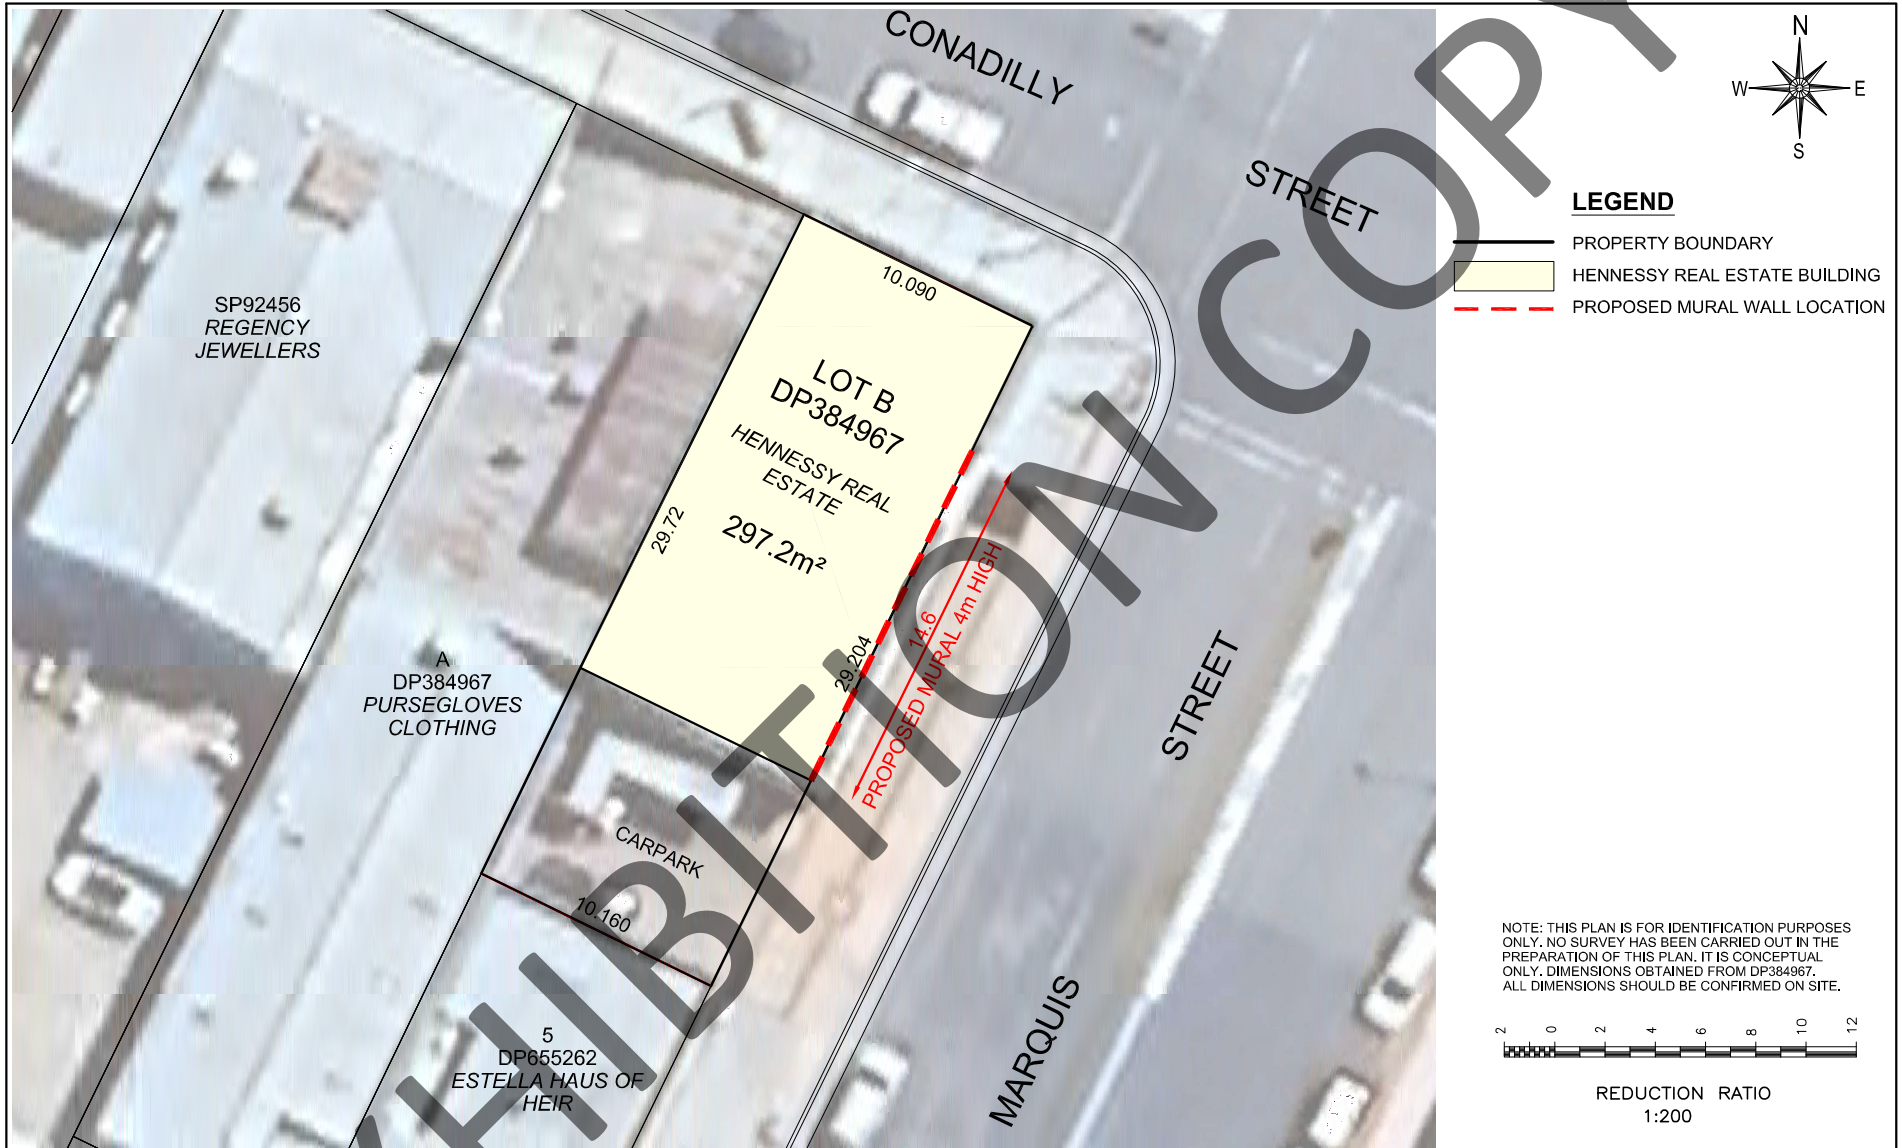 CONADILLY
STREET
N
W
E
S
LEGEND
PROPERTY BOUNDARY
HENNESSY REAL ESTATE BUILDING
PROPOSED MURAL WALL LOCATION
SP92456
REGENCY
JEWELLERS
10.090
LOT B
DP384967
HENNESSY REAL
ESTATE
297.2m²
29.72
29.204
14.6
PROPOSED MURAL 4m HIGH
A
DP384967
PURSEGLOVES
CLOTHING
CARPARK
10.160
5
DP655262
ESTELLA HAUS OF
HEIR
MARQUIS
STREET
NOTE: THIS PLAN IS FOR IDENTIFICATION PURPOSES
ONLY. NO SURVEY HAS BEEN CARRIED OUT IN THE
PREPARATION OF THIS PLAN. IT IS CONCEPTUAL
ONLY. DIMENSIONS OBTAINED FROM DP384967.
ALL DIMENSIONS SHOULD BE CONFIRMED ON SITE.
2 0 2 4 6 8 10 12
REDUCTION RATIO
1:200
XHIBITION COPY